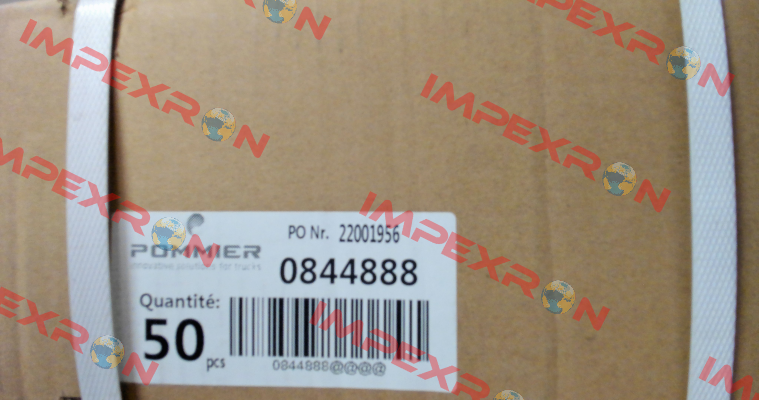 IMPEXRON
IMPEXRON
IMPEXRON
IMPEXRON
PO Nr. 22001956
POMMIER
innovative solutions for trucks
0844888
Quantité:
50 pcs
0844888@@@@
IMPEXRON
IMPEXRON
IMPEXRON